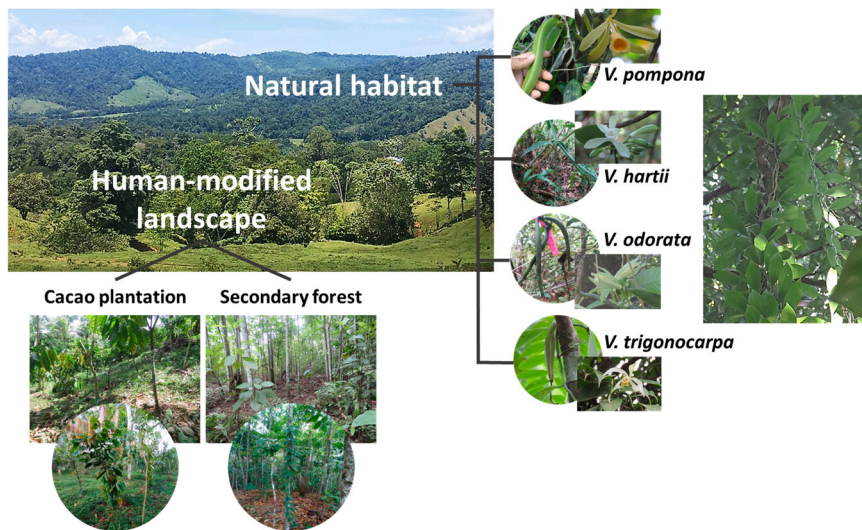 Natural habitat
Human-modified
landscape
Cacao plantation
Secondary forest
V. pompona
V. hartii
V. odorata
V. trigonocarpa